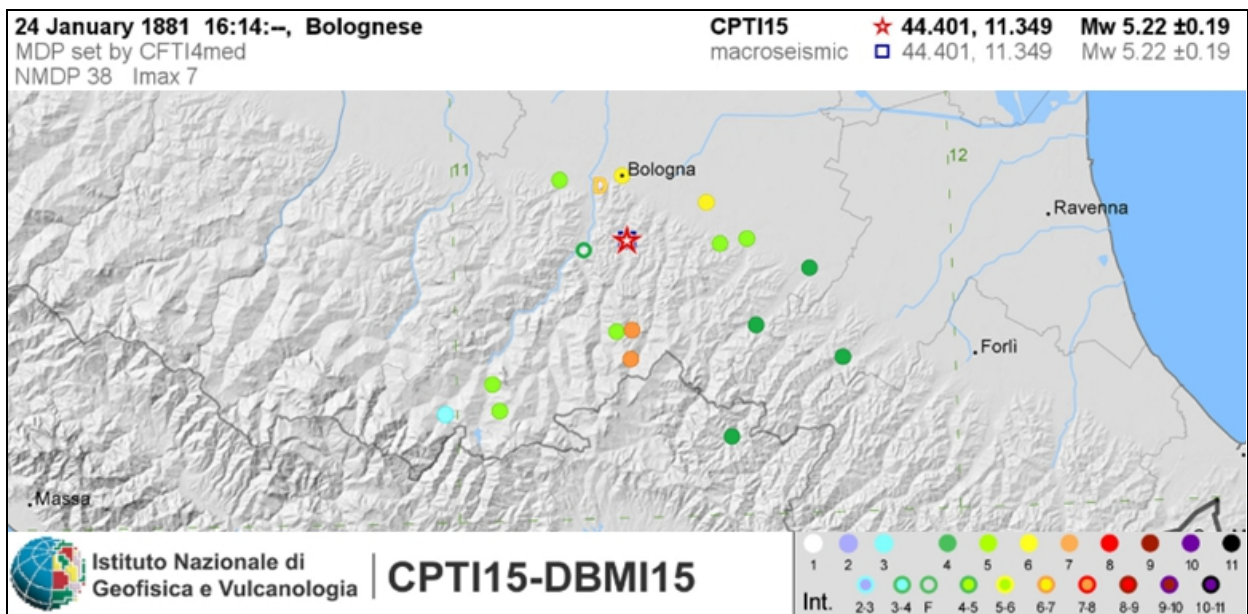 24 January 1881 16:14:--, Bolognese
MDP set by CFTI4med
NMDP 38 Imax 7
CPTI15 44.401, 11.349 Mw 5.22 ±0.19
macroseismic 44.401, 11.349 Mw 5.22 ±0.19
11
12
Bologna
Ravenna
Forlì
Massa
Istituto Nazionale di
Geofisica e Vulcanologia
CPTI15-DBMI15
1 2 3 4 5 6 7 8 9 10 11
Int. 2-3 3-4 F 4-5 5-6 6-7 7-8 8-9 9-10 10-11